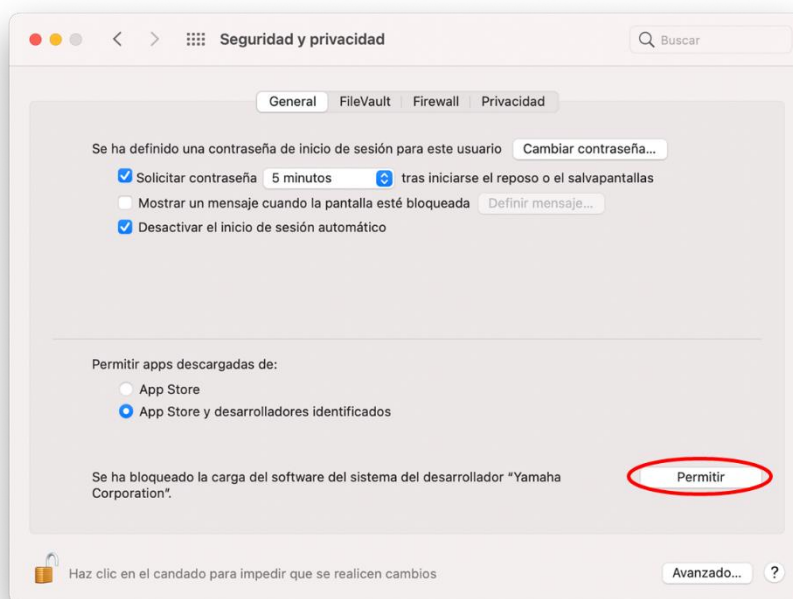 Seguridad y privacidad
Buscar
General FileVault Firewall Privacidad
Se ha definido una contraseña de inicio de sesión para este usuario Cambiar contraseña...
Solicitar contraseña 5 minutos tras iniciarse el reposo o el salvapantallas
Mostrar un mensaje cuando la pantalla esté bloqueada Definir mensaje...
Desactivar el inicio de sesión automático
Permitir apps descargadas de:
App Store
App Store y desarrolladores identificados
Se ha bloqueado la carga del software del sistema del desarrollador “Yamaha
Corporation”.
Permitir
Haz clic en el candado para impedir que se realicen cambios
Avanzado... ?